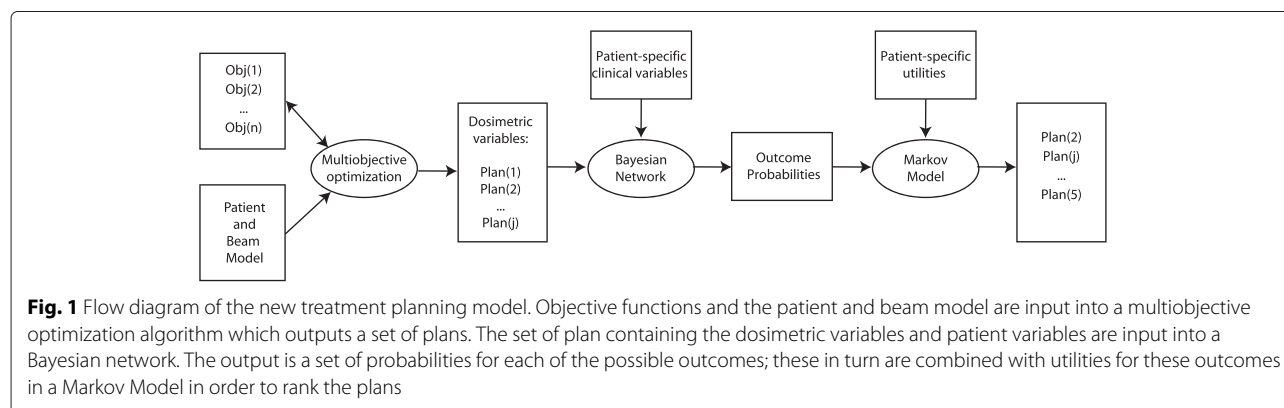 Obj(1)
Obj(2)
...
Obj(n)
Patient
and
Beam
Model
Multiobjective
optimization
Dosimetric
variables:
Plan(1)
Plan(2)
...
Plan(j)
Patient-specific
clinical variables
Bayesian
Network
Outcome
Probabilities
Patient-specific
utilities
Markov
Model
Plan(2)
Plan(j)
...
Plan(5)
Fig. 1 Flow diagram of the new treatment planning model. Objective functions and the patient and beam model are input into a multiobjective
optimization algorithm which outputs a set of plans. The set of plan containing the dosimetric variables and patient variables are input into a
Bayesian network. The output is a set of probabilities for each of the possible outcomes; these in turn are combined with utilities for these outcomes
in a Markov Model in order to rank the plans